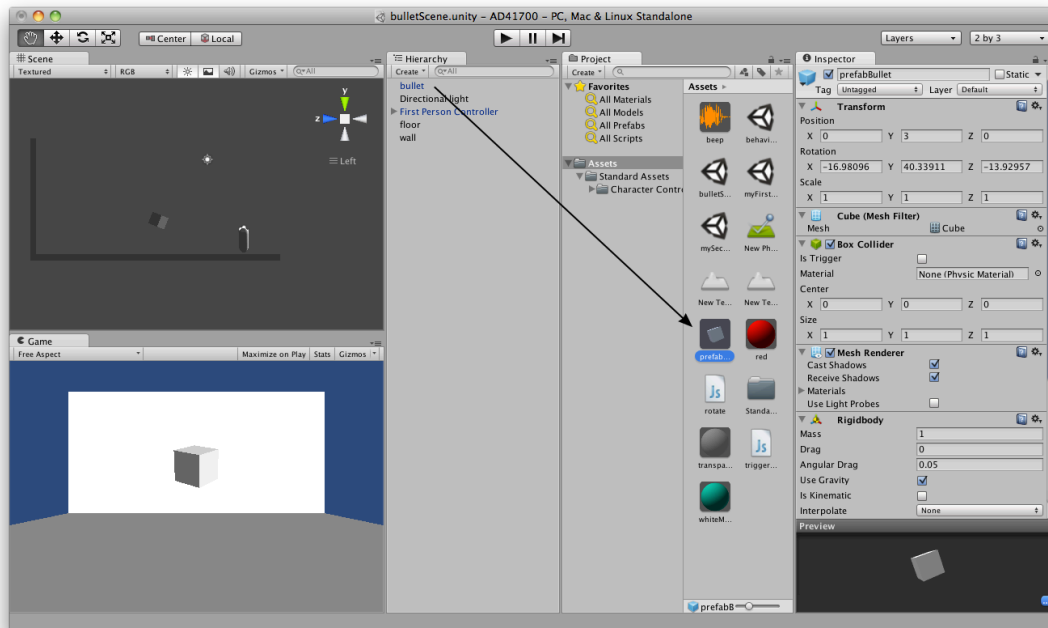 bulletScene.unity – AD41700 – PC, Mac & Linux Standalone
Center Local Layers 2 by 3
Scene
Textured RGB Gizmos All
y
z
Left
Game
Free Aspect Maximize on Play Stats Gizmos
Hierarchy
Create All
bullet
Directional light
First Person Controller
floor
wall
Project
Create
Favorites
All Materials
All Models
All Prefabs
All Scripts
Assets
Standard Assets
Character Contr
Assets
beep behavi...
bulletS... myFirst...
mySec... New Ph...
New Te... New Te...
prefab... red
Js Js
rotate Standa...
transpa... trigger...
whiteM...
prefabB
Inspector
prefabBullet Static
Tag Untagged Layer Default
Transform
Position
X 0 Y 3 Z 0
Rotation
X -16.98096 Y 40.33911 Z -13.92957
Scale
X 1 Y 1 Z 1
Cube (Mesh Filter)
Mesh Cube
Box Collider
Is Trigger
Material None (Physic Material)
Center
X 0 Y 0 Z 0
Size
X 1 Y 1 Z 1
Mesh Renderer
Cast Shadows
Receive Shadows
Materials
Use Light Probes
Rigidbody
Mass 1
Drag 0
Angular Drag 0.05
Use Gravity
Is Kinematic
Interpolate None
Preview